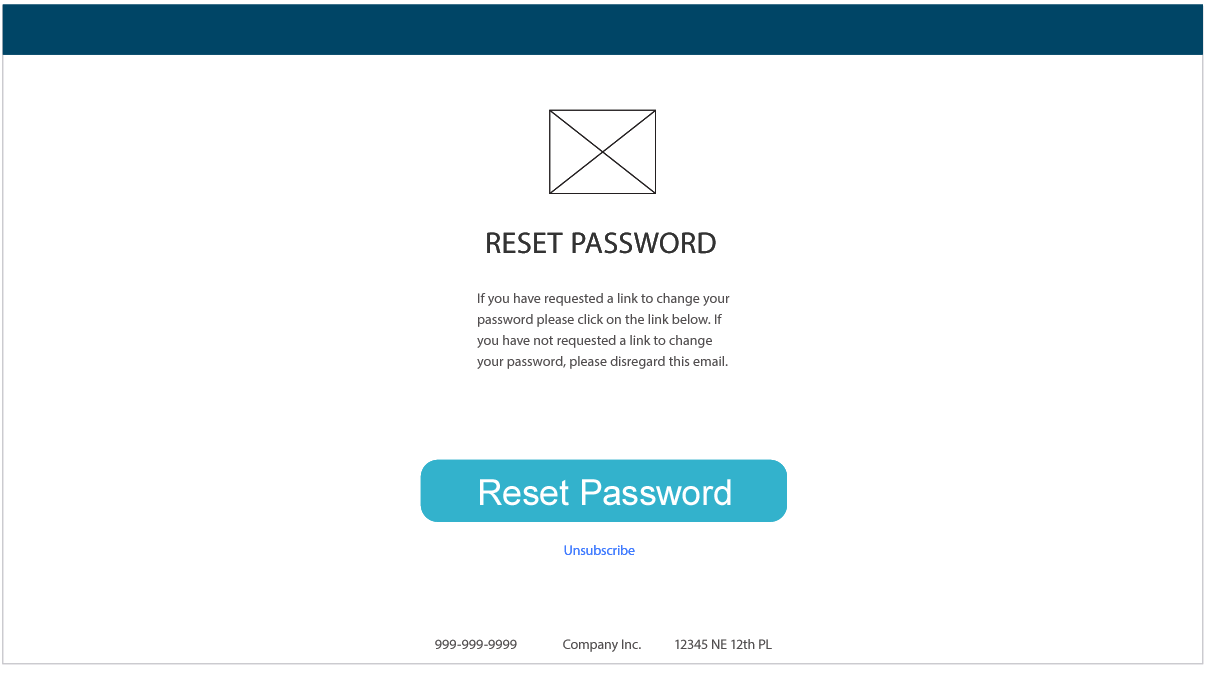 RESET PASSWORD
If you have requested a link to change your
password please click on the link below. If
you have not requested a link to change
your password, please disregard this email.
Reset Password
Unsubscribe
999-999-9999 Company Inc. 12345 NE 12th PL